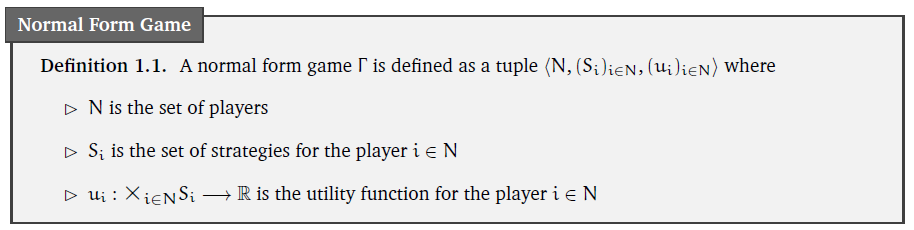 Normal Form Game
Definition 1.1. A normal form game Γ is defined as a tuple ⟨N, (Sᵢ)ᵢ∈N, (uᵢ)ᵢ∈N⟩ where
▷ N is the set of players
▷ Sᵢ is the set of strategies for the player i ∈ N
▷ uᵢ : ×ᵢ∈NSᵢ ⟶ ℝ is the utility function for the player i ∈ N